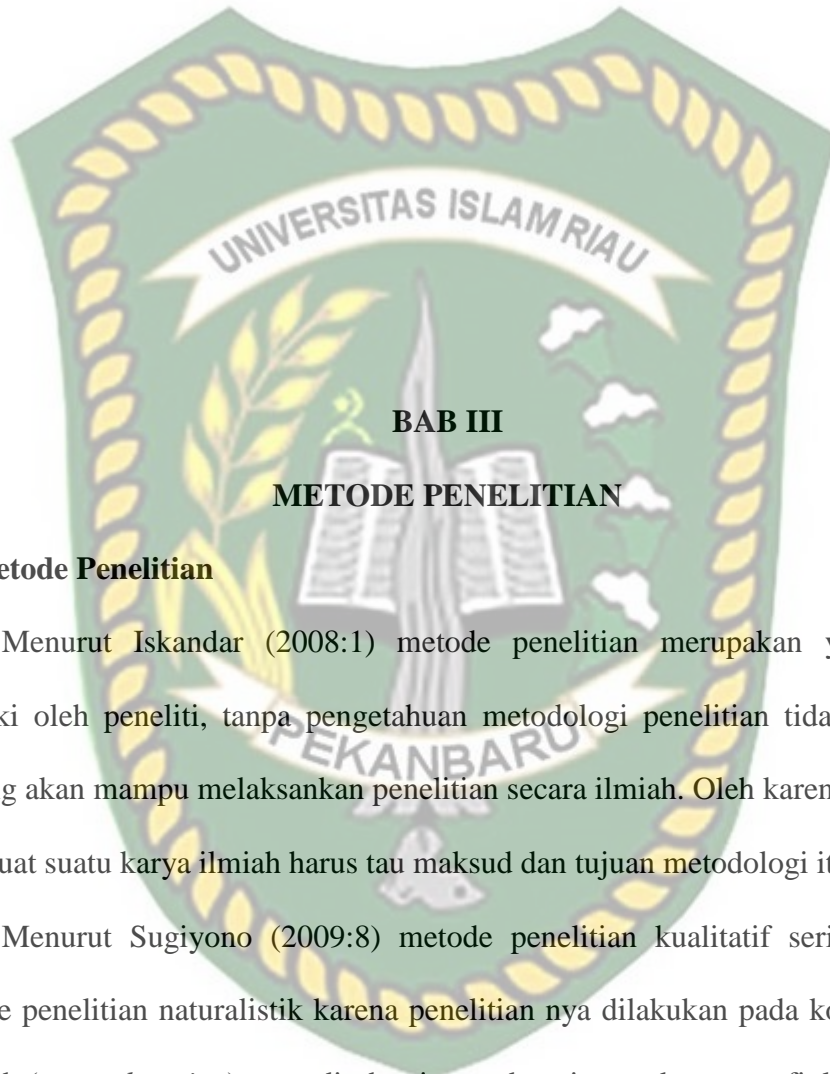 UNIVERSITAS ISLAM RIAU
BAB III
METODE PENELITIAN
etode Penelitian
Menurut Iskandar (2008:1) metode penelitian merupakan y
ki oleh peneliti, tanpa pengetahuan metodologi penelitian tida
PEKANBARU
g akan mampu melaksankan penelitian secara ilmiah. Oleh karen
uat suatu karya ilmiah harus tau maksud dan tujuan metodologi it
Menurut Sugiyono (2009:8) metode penelitian kualitatif seri
e penelitian naturalistik karena penelitian nya dilakukan pada ko